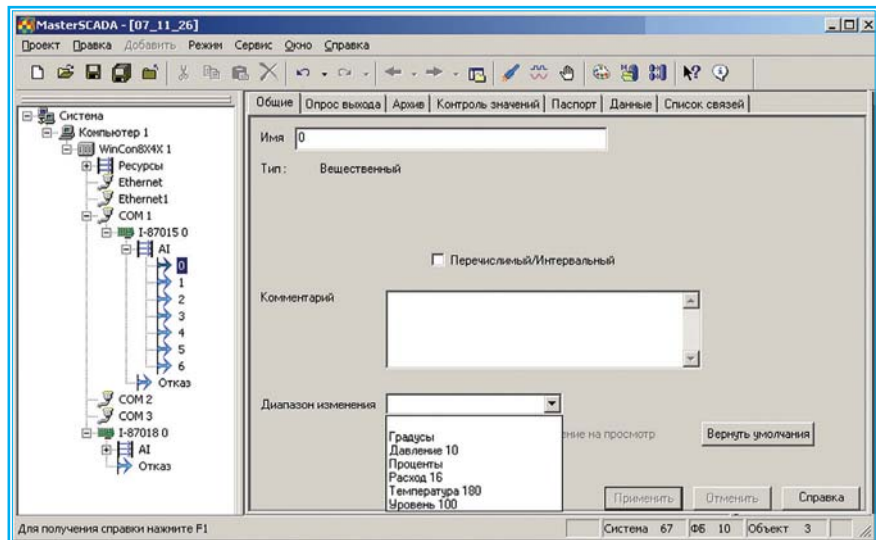 MasterSCADA - [07_11_26]
Проект Правка Добавить Режим Сервис Окно Справка
Система
Компьютер 1
WinCon8X4X 1
Ресурсы
Ethernet
Ethernet1
COM 1
I-87015 0
AI
0
1
2
3
4
5
6
Отказ
COM 2
COM 3
I-87018 0
AI
Отказ
Общие Опрос выхода Архив Контроль значений Паспорт Данные Список связей
Имя 0
Тип: Вещественный
Перечислимый/Интервальный
Комментарий
Диапазон изменения
Градусы
Давление 10
Проценты
Расход 16
Температура 180
Уровень 100
на просмотр
Вернуть умолчания
Применить Отменить Справка
Для получения справки нажмите F1
Система 67 ФБ 10 Объект 3